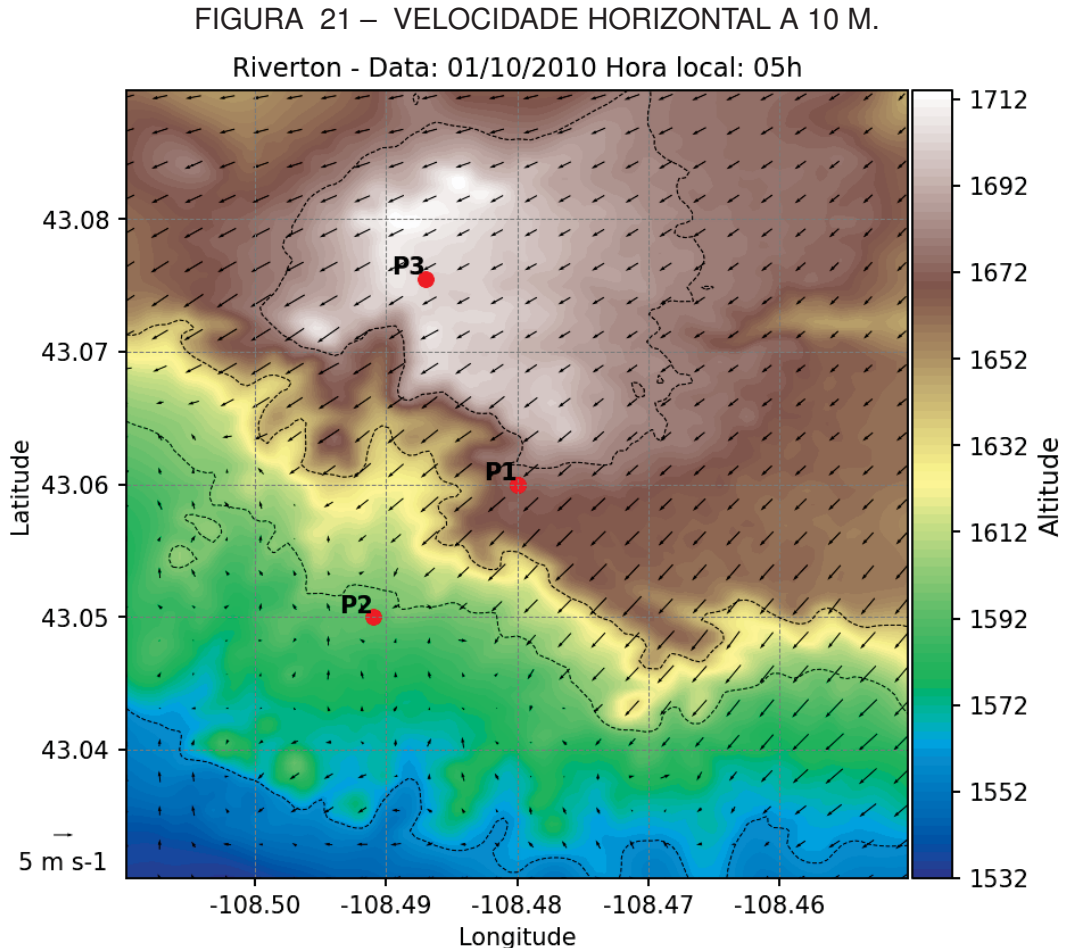 FIGURA 21 – VELOCIDADE HORIZONTAL A 10 M.
Riverton - Data: 01/10/2010 Hora local: 05h
43.08
43.07
43.06
43.05
43.04
Latitude
P3
P1
P2
5 m s-1
-108.50
-108.49
-108.48
-108.47
-108.46
Longitude
1712
1692
1672
1652
1632
1612
1592
1572
1552
1532
Altitude